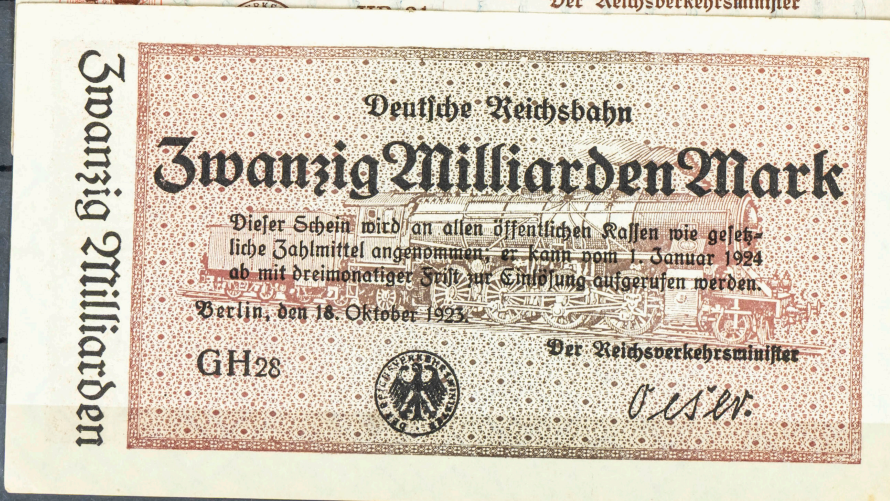 Der Reichsverkehrsminister
Zwanzig Milliarden
Deutsche Reichsbahn
Zwanzig Milliarden Mark
Dieser Schein wird an allen öffentlichen Kassen wie gesetz-
liche Zahlmittel angenommen; er kann vom 1. Januar 1924
ab mit dreimonatiger Frist zur Einlösung aufgerufen werden.
Berlin, den 18. Oktober 1923.
Der Reichsverkehrsminister
GH 28
Oeser.